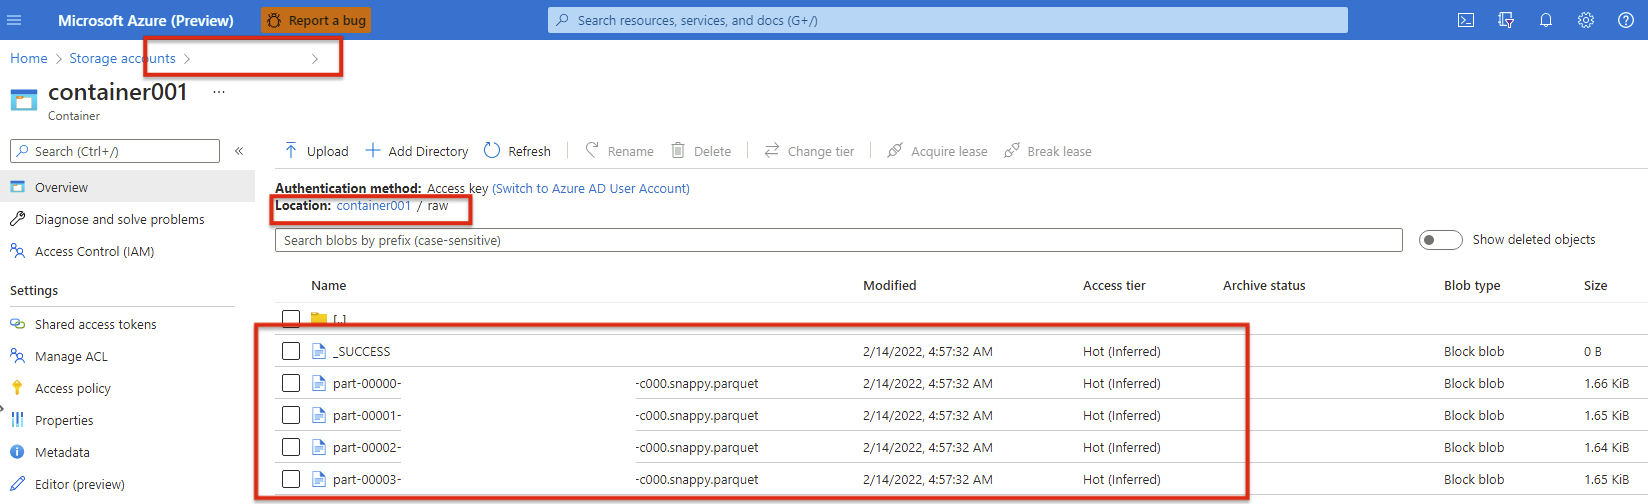 Microsoft Azure (Preview) Report a bug Search resources, services, and docs (G+/)
Home > Storage accounts > >
container001 ...
Container
Search (Ctrl+/) «
Overview
Diagnose and solve problems
Access Control (IAM)
Settings
Shared access tokens
Manage ACL
Access policy
Properties
Metadata
Editor (preview)
Upload Add Directory Refresh Rename Delete Change tier Acquire lease Break lease
Authentication method: Access key (Switch to Azure AD User Account)
Location: container001 / raw
Search blobs by prefix (case-sensitive) Show deleted objects
Name Modified Access tier Archive status Blob type Size
[..]
_SUCCESS 2/14/2022, 4:57:32 AM Hot (Inferred) Block blob 0 B
part-00000- -c000.snappy.parquet 2/14/2022, 4:57:32 AM Hot (Inferred) Block blob 1.66 KiB
part-00001- -c000.snappy.parquet 2/14/2022, 4:57:32 AM Hot (Inferred) Block blob 1.65 KiB
part-00002- -c000.snappy.parquet 2/14/2022, 4:57:32 AM Hot (Inferred) Block blob 1.64 KiB
part-00003- -c000.snappy.parquet 2/14/2022, 4:57:32 AM Hot (Inferred) Block blob 1.65 KiB